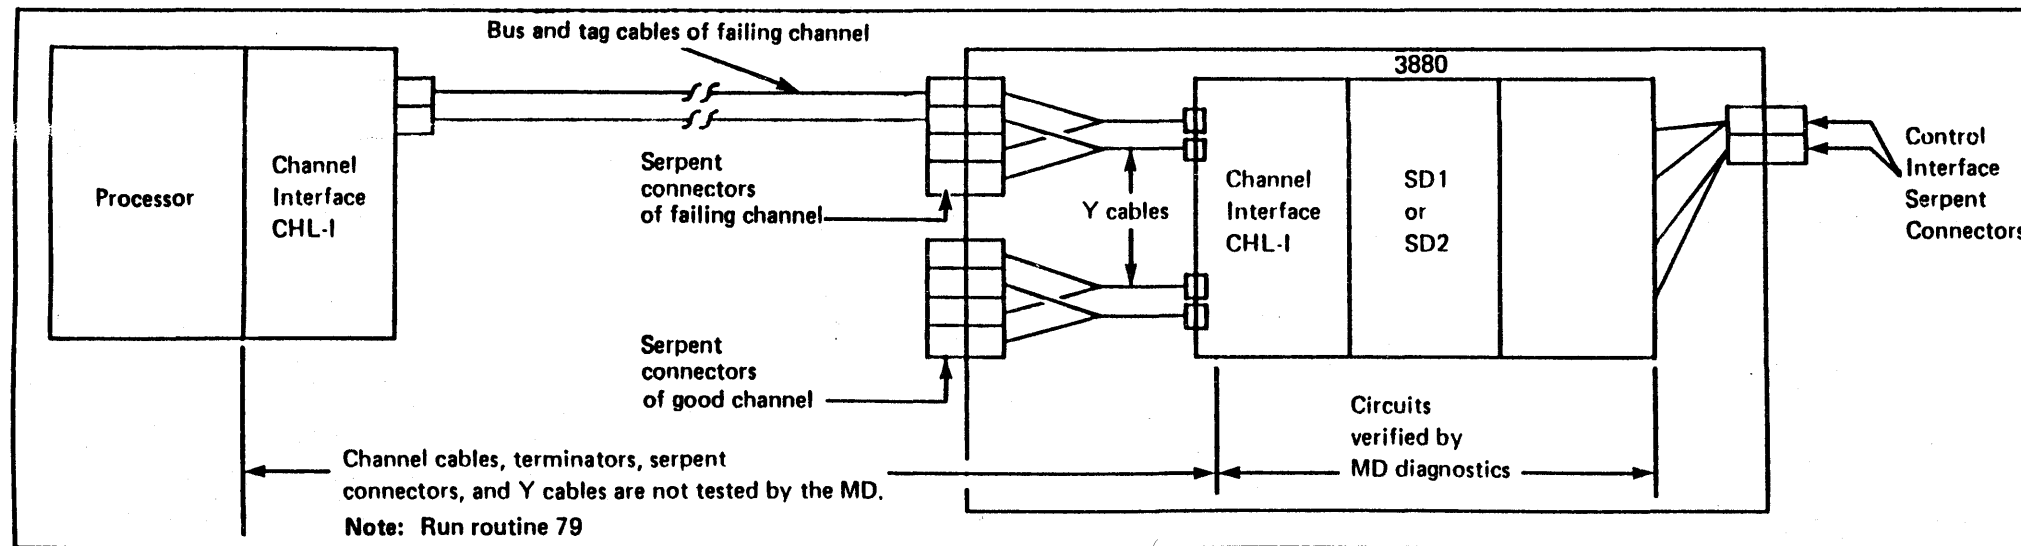 Bus and tag cables of failing channel
3880
Processor
Channel
Interface
CHL-I
Serpent
connectors
of failing channel
Y cables
Channel
Interface
CHL-I
SD1
or
SD2
Control
Interface
Serpent
Connectors
Serpent
connectors
of good channel
Circuits
verified by
MD diagnostics
Channel cables, terminators, serpent
connectors, and Y cables are not tested by the MD.
Note: Run routine 79